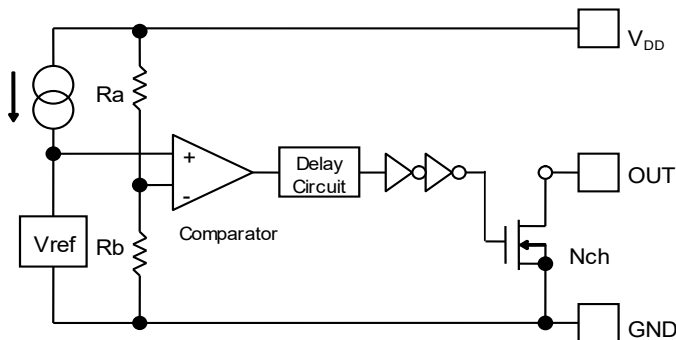 V_DD
Ra
+
Delay
Circuit
-
OUT
Vref
Rb
Comparator
Nch
GND